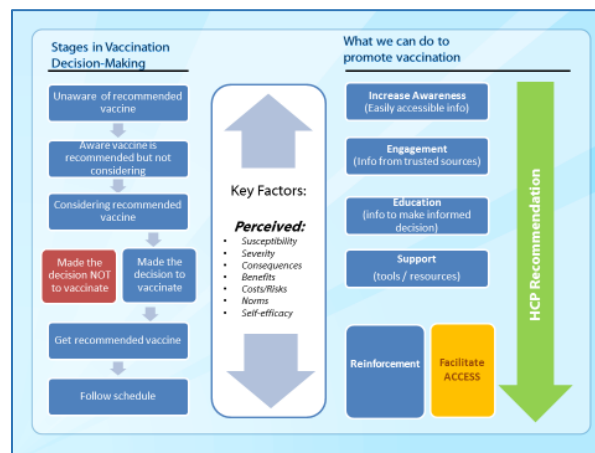 Stages in Vaccination
Decision-Making
Unaware of recommended
vaccine
Aware vaccine is
recommended but not
considering
Considering recommended
vaccine
Made the
decision NOT
to vaccinate
Made the
decision to
vaccinate
Get recommended vaccine
Follow schedule
Key Factors:
Perceived:
• Susceptibility
• Severity
• Consequences
• Benefits
• Costs/Risks
• Norms
• Self-efficacy
What we can do to
promote vaccination
Increase Awareness
(Easily accessible info)
Engagement
(Info from trusted sources)
Education
(info to make informed
decision)
Support
(tools / resources)
Reinforcement
Facilitate
ACCESS
HCP Recommendation